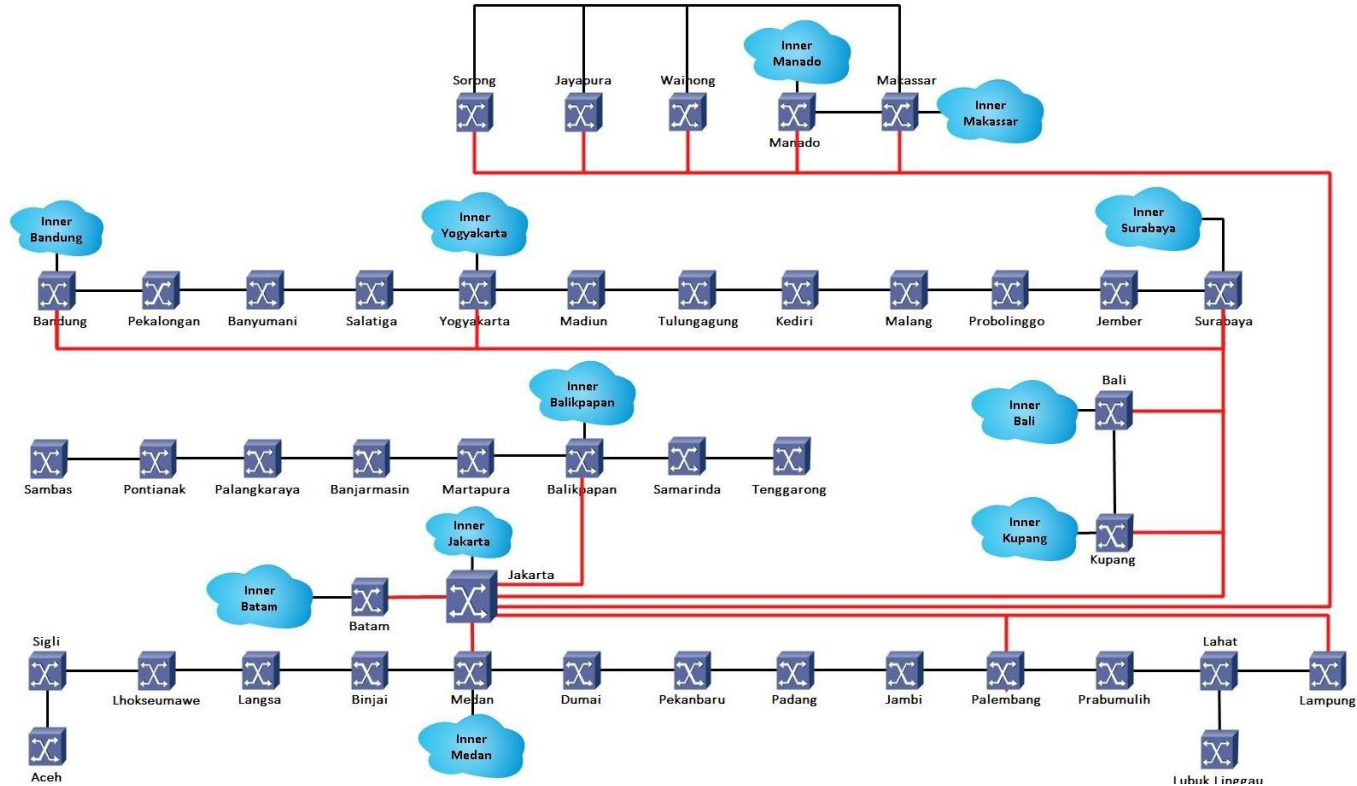 Inner
Manado
Sorong
Jayapura
Waihong
Makassar
Inner
Makassar
Manado
Inner
Bandung
Inner
Yogyakarta
Inner
Surabaya
Bandung
Pekalongan
Banyumani
Salatiga
Yogyakarta
Madiun
Tulungagung
Kediri
Malang
Probolinggo
Jember
Surabaya
Inner
Balikpapan
Bali
Inner
Bali
Sambas
Pontianak
Palangkaraya
Banjarmasin
Martapura
Balikpapan
Samarinda
Tenggarong
Inner
Jakarta
Inner
Kupang
Kupang
Jakarta
Inner
Batam
Batam
Sigli
Lahat
Lhokseumawe
Langsa
Binjai
Medan
Dumai
Pekanbaru
Padang
Jambi
Palembang
Prabumulih
Lampung
Inner
Medan
Aceh
Lubuk Linggau